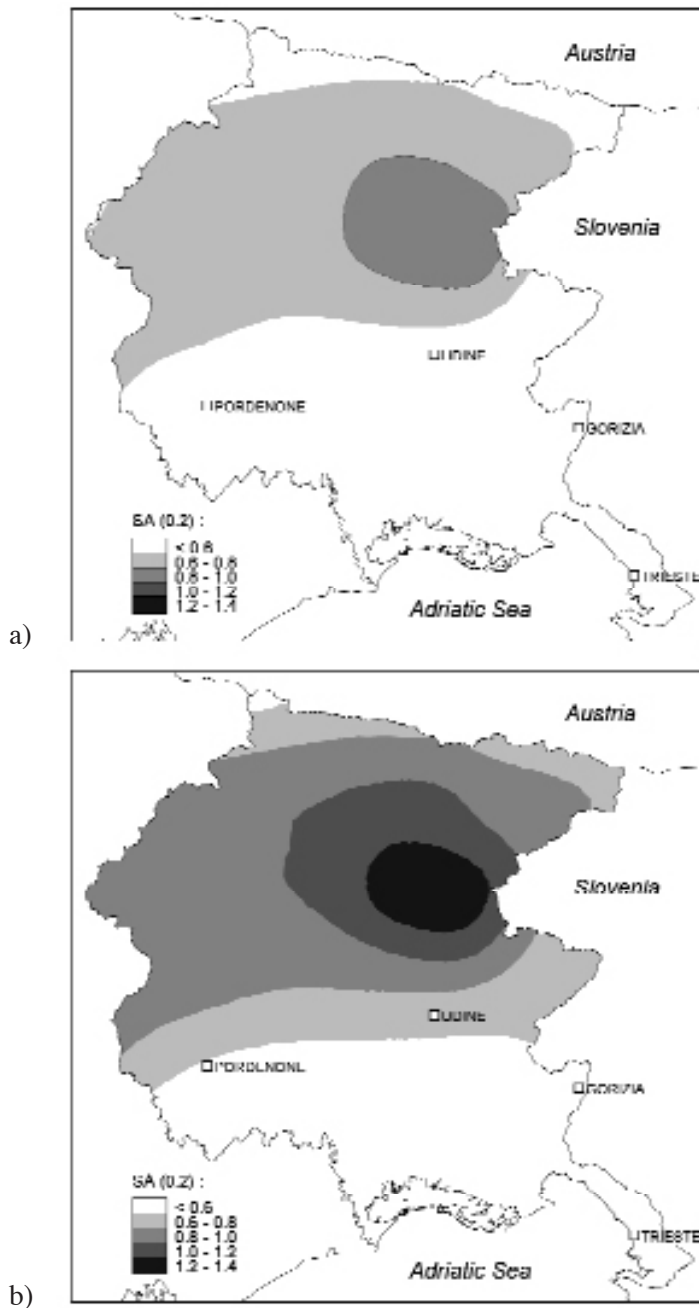 Austria
Slovenia
UDINE
PORDENONE
GORIZIA
SA (0.2) :
< 0.6
0.6 - 0.8
0.8 - 1.0
1.0 - 1.2
1.2 - 1.4
TRIESTE
Adriatic Sea
a)
Austria
Slovenia
UDINE
PORDENONE
GORIZIA
SA (0.2) :
< 0.6
0.6 - 0.8
0.8 - 1.0
1.0 - 1.2
1.2 - 1.4
TRIESTE
Adriatic Sea
b)